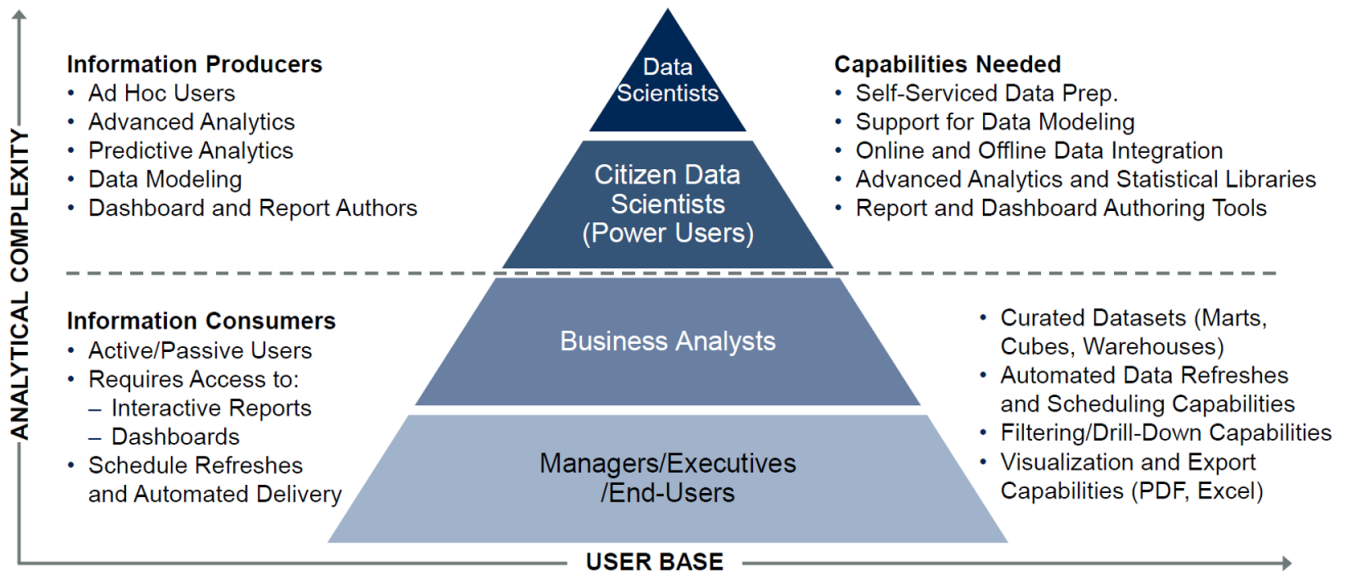 ANALYTICAL COMPLEXITY
Information Producers
• Ad Hoc Users
• Advanced Analytics
• Predictive Analytics
• Data Modeling
• Dashboard and Report Authors
Data
Scientists
Citizen Data
Scientists
(Power Users)
Capabilities Needed
• Self-Serviced Data Prep.
• Support for Data Modeling
• Online and Offline Data Integration
• Advanced Analytics and Statistical Libraries
• Report and Dashboard Authoring Tools
Information Consumers
• Active/Passive Users
• Requires Access to:
– Interactive Reports
– Dashboards
• Schedule Refreshes
and Automated Delivery
Business Analysts
Managers/Executives
/End-Users
• Curated Datasets (Marts,
Cubes, Warehouses)
• Automated Data Refreshes
and Scheduling Capabilities
• Filtering/Drill-Down Capabilities
• Visualization and Export
Capabilities (PDF, Excel)
USER BASE